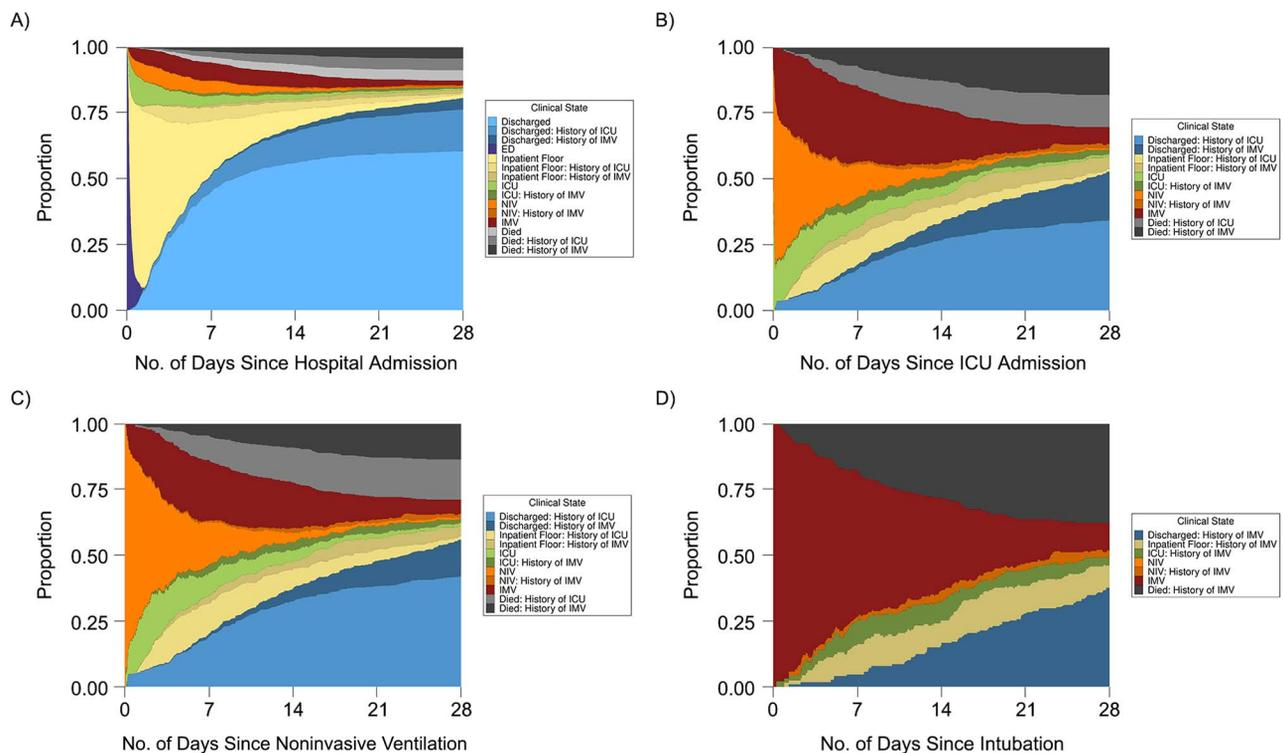 A)
1.00
0.75
0.50
0.25
0.00
Proportion
0 7 14 21 28
No. of Days Since Hospital Admission
Clinical State
Discharged
Discharged: History of ICU
Discharged: History of IMV
ED
Inpatient Floor
Inpatient Floor: History of ICU
Inpatient Floor: History of IMV
ICU
ICU: History of IMV
NIV
NIV: History of IMV
IMV
Died
Died: History of ICU
Died: History of IMV
B)
1.00
0.75
0.50
0.25
0.00
Proportion
0 7 14 21 28
No. of Days Since ICU Admission
Clinical State
Discharged: History of ICU
Discharged: History of IMV
Inpatient Floor: History of ICU
Inpatient Floor: History of IMV
ICU
ICU: History of IMV
NIV
NIV: History of IMV
IMV
Died: History of ICU
Died: History of IMV
C)
1.00
0.75
0.50
0.25
0.00
Proportion
0 7 14 21 28
No. of Days Since Noninvasive Ventilation
Clinical State
Discharged: History of ICU
Discharged: History of IMV
Inpatient Floor: History of ICU
Inpatient Floor: History of IMV
ICU
ICU: History of IMV
NIV
NIV: History of IMV
IMV
Died: History of ICU
Died: History of IMV
D)
1.00
0.75
0.50
0.25
0.00
Proportion
0 7 14 21 28
No. of Days Since Intubation
Clinical State
Discharged: History of IMV
Inpatient Floor: History of IMV
ICU: History of IMV
NIV
NIV: History of IMV
IMV
Died: History of IMV